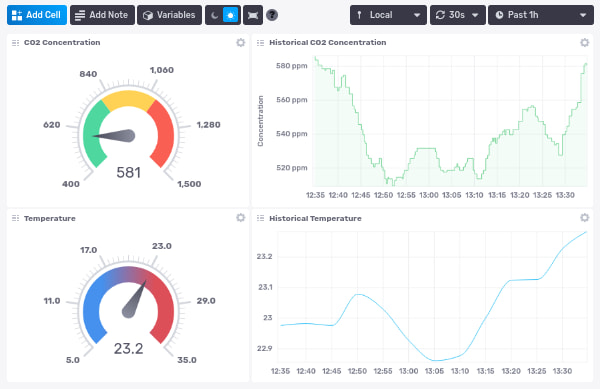 Add Cell Add Note Variables ? Local 30s Past 1h
CO2 Concentration
840 1,060
620 1,280
581
400 1,500
Historical CO2 Concentration
Concentration
580 ppm
560 ppm
540 ppm
520 ppm
12:35 12:40 12:45 12:50 12:55 13:00 13:05 13:10 13:15 13:20 13:25 13:30
Temperature
17.0 23.0
11.0 29.0
23.2
5.0 35.0
Historical Temperature
23.2
23.1
23
22.9
12:35 12:40 12:45 12:50 12:55 13:00 13:05 13:10 13:15 13:20 13:25 13:30